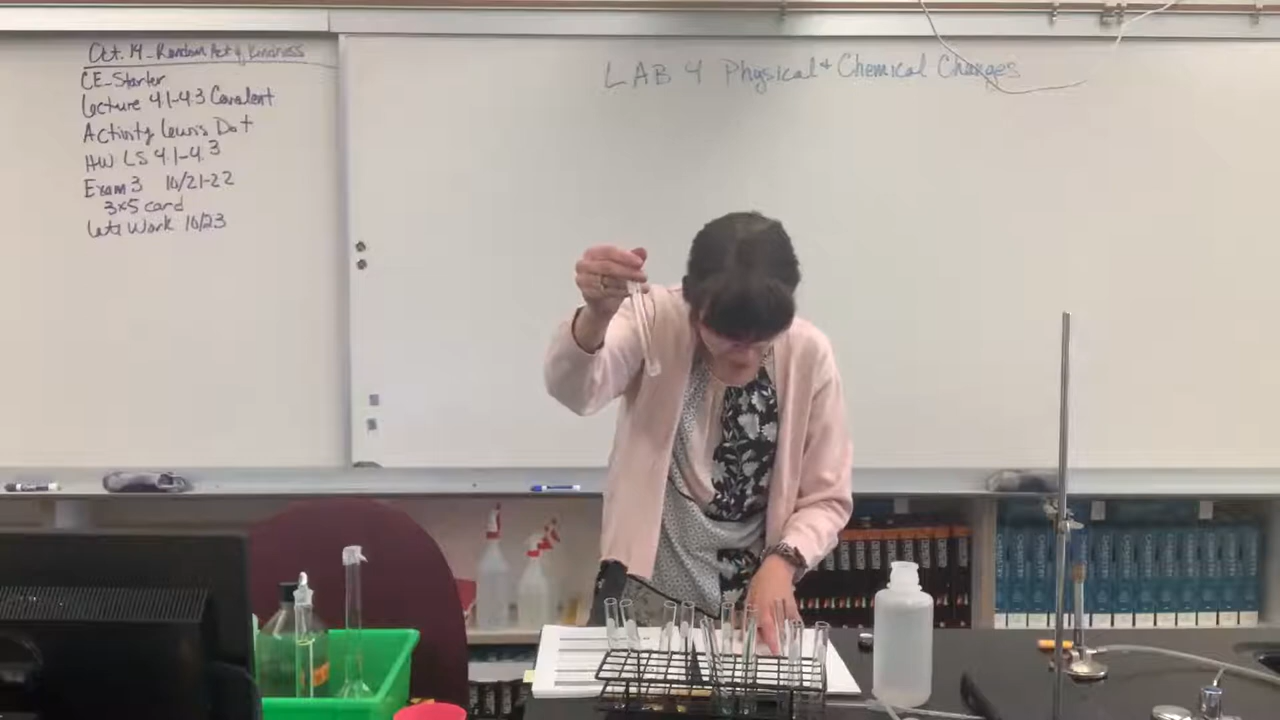 Oct. 14 - Random Act of Kindness
CE-Starter
Lecture 4.1-4.3 Covalent
Activity Lewis Dot
HW LS 4.1-4.3
Exam 3 10/21-22
3x5 card
Late Work 10/23
LAB 4 Physical + Chemical Changes